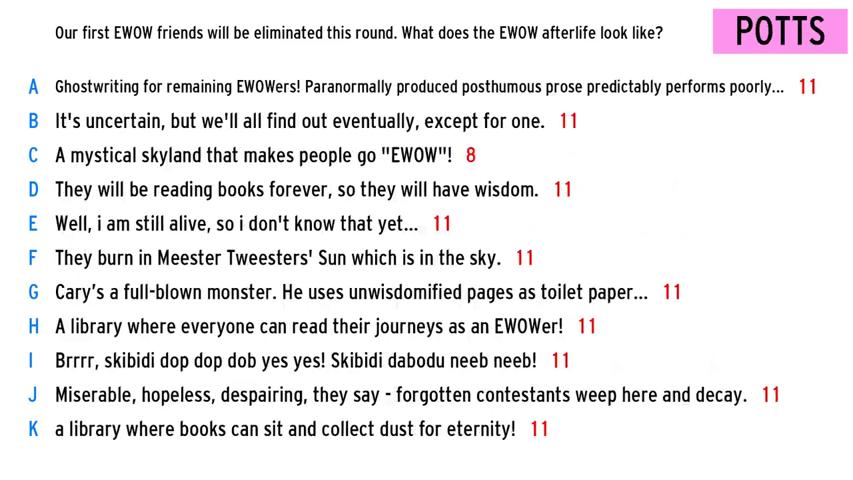 Our first EWOW friends will be eliminated this round. What does the EWOW afterlife look like?
POTTS
A Ghostwriting for remaining EWOWers! Paranormally produced posthumous prose predictably performs poorly... 11
B It's uncertain, but we'll all find out eventually, except for one. 11
C A mystical skyland that makes people go "EWOW"! 8
D They will be reading books forever, so they will have wisdom. 11
E Well, i am still alive, so i don't know that yet... 11
F They burn in Meester Tweesters' Sun which is in the sky. 11
G Cary's a full-blown monster. He uses unwisdomified pages as toilet paper... 11
H A library where everyone can read their journeys as an EWOWer! 11
I Brrrr, skibidi dop dop dob yes yes! Skibidi dabodu neeb neeb! 11
J Miserable, hopeless, despairing, they say - forgotten contestants weep here and decay. 11
K a library where books can sit and collect dust for eternity! 11